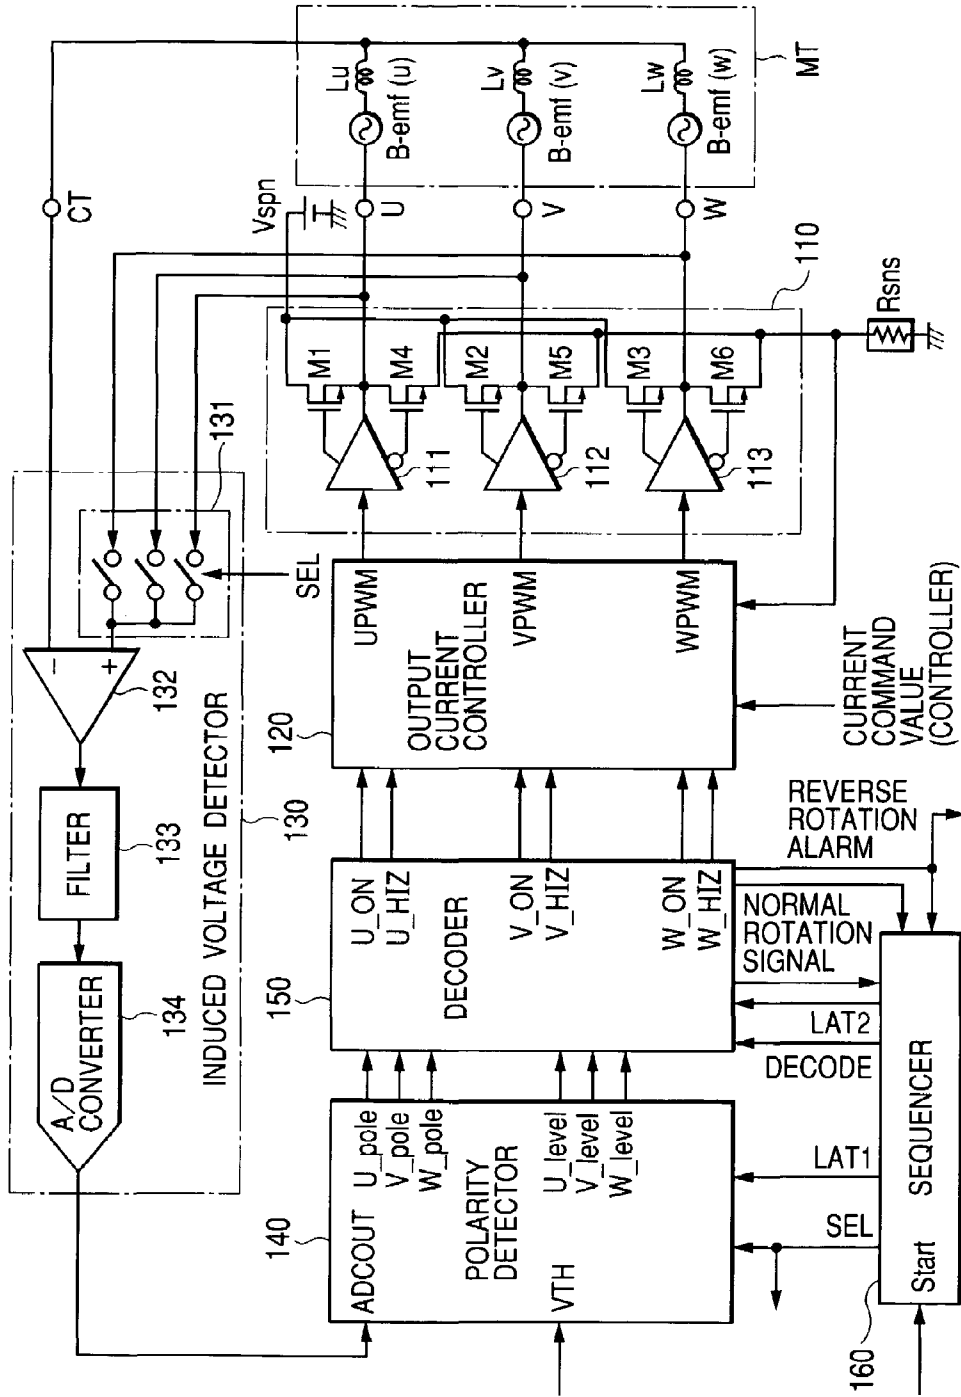 CT
Vspn
Lu
B-emf (u)
Lv
B-emf (v)
Lw
B-emf (w)
MT
U
V
W
110
M1
M4
M2
M5
M3
M6
Rsns
111
112
113
131
SEL
132
−
+
FILTER
133
A/D
CONVERTER
134
INDUCED VOLTAGE DETECTOR
130
120
OUTPUT
CURRENT
CONTROLLER
UPWM
VPWM
WPWM
CURRENT
COMMAND
VALUE
(CONTROLLER)
150
DECODER
U_ON
U_HIZ
V_ON
V_HIZ
W_ON
W_HIZ
REVERSE
ROTATION
ALARM
NORMAL
ROTATION
SIGNAL
LAT2
DECODE
140
POLARITY
DETECTOR
ADCOUT
VTH
U_pole
V_pole
W_pole
U_level
V_level
W_level
LAT1
SEL
160
SEQUENCER
Start